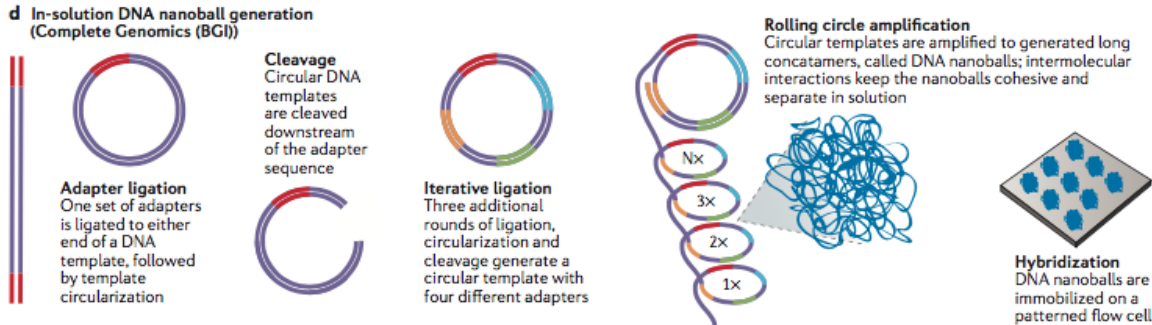 d In-solution DNA nanoball generation
(Complete Genomics (BGI))
Adapter ligation
One set of adapters
is ligated to either
end of a DNA
template, followed
by template
circularization
Cleavage
Circular DNA
templates
are cleaved
downstream
of the adapter
sequence
Iterative ligation
Three additional
rounds of ligation,
circularization and
cleavage generate a
circular template with
four different adapters
Rolling circle amplification
Circular templates are amplified to generated long
concatamers, called DNA nanoballs; intermolecular
interactions keep the nanoballs cohesive and
separate in solution
N×
3×
2×
1×
Hybridization
DNA nanoballs are
immobilized on a
patterned flow cell